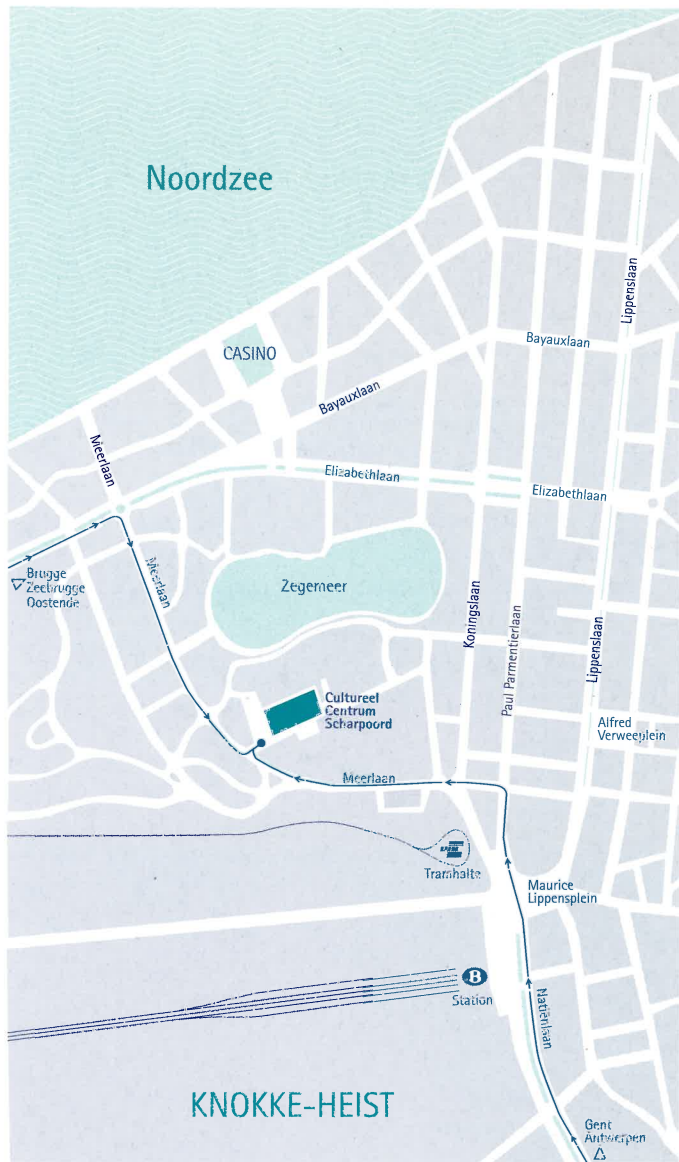 Noordzee
Lippenslaan
CASINO
Bayauxlaan
Bayauxlaan
Meerlaan
Elizabethlaan
Elizabethlaan
Brugge
Zeebrugge
Oostende
Meerlaan
Zegemeer
Koningslaan
Paul Parmentierlaan
Lippenslaan
Cultureel
Centrum
Scharpoord
Alfred
Verweeplein
Meerlaan
Tramhalte
Maurice
Lippensplein
B
Station
Natiënlaan
KNOKKE-HEIST
Gent
Antwerpen